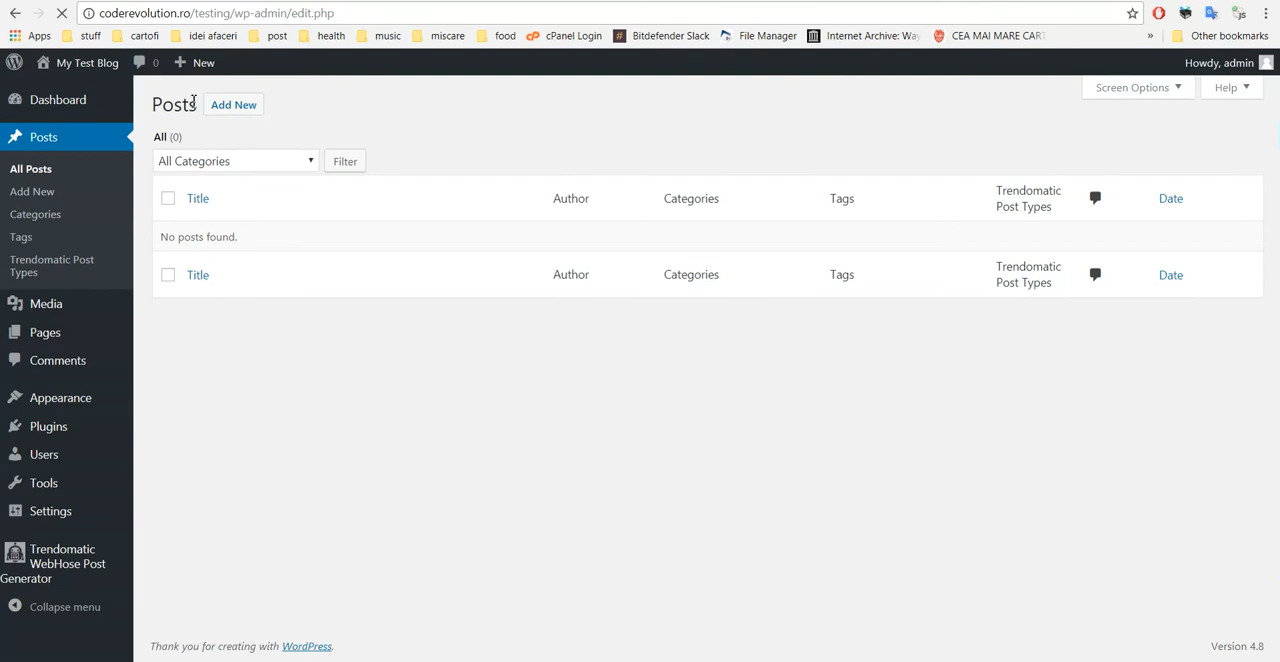 coderevolution.ro/testing/wp-admin/edit.php
Apps stuff cartofi idei afaceri post health music miscare food cPanel Login Bitdefender Slack File Manager Internet Archive: Way CEA MAI MARE CART » Other bookmarks
My Test Blog 0 New Howdy, admin
Screen Options Help
Posts Add New
All (0)
All Categories Filter
Title Author Categories Tags Trendomatic Post Types Date
No posts found.
Title Author Categories Tags Trendomatic Post Types Date
Dashboard
Posts
All Posts
Add New
Categories
Tags
Trendomatic Post
Types
Media
Pages
Comments
Appearance
Plugins
Users
Tools
Settings
Trendomatic
WebHose Post
Generator
Collapse menu
Thank you for creating with WordPress. Version 4.8